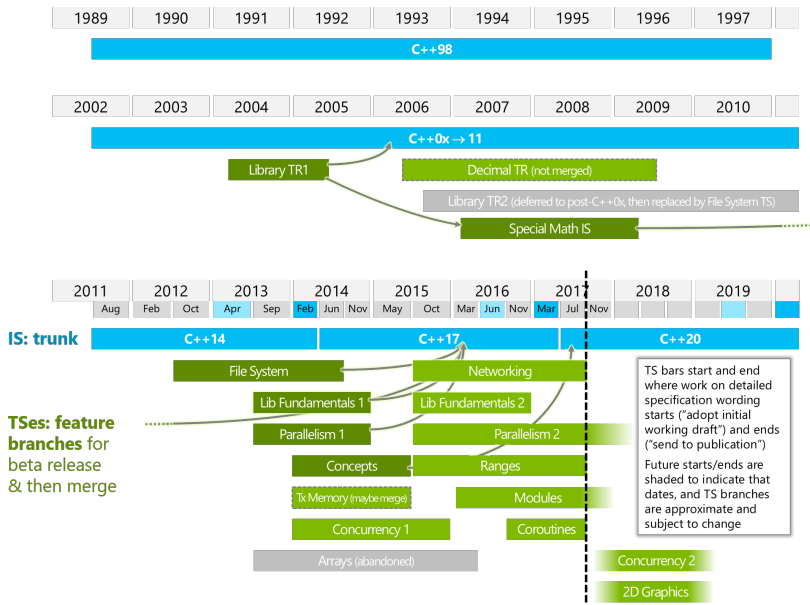 1989 1990 1991 1992 1993 1994 1995 1996 1997
C++98
2002 2003 2004 2005 2006 2007 2008 2009 2010
C++0x → 11
Library TR1
Decimal TR (not merged)
Library TR2 (deferred to post-C++0x, then replaced by File System TS)
Special Math IS
2011 2012 2013 2014 2015 2016 2017 2018 2019
Aug Feb Oct Apr Sep Feb Jun Nov May Oct Mar Jun Nov Mar Jul Nov
IS: trunk
C++14 C++17 C++20
File System Networking
Lib Fundamentals 1 Lib Fundamentals 2
Parallelism 1 Parallelism 2
Concepts Ranges
Tx Memory (maybe merge) Modules
Concurrency 1 Coroutines
Arrays (abandoned) Concurrency 2
2D Graphics
TSes: feature
branches for
beta release
& then merge
TS bars start and end
where work on detailed
specification wording
starts (“adopt initial
working draft”) and ends
(“send to publication”)
Future starts/ends are
shaded to indicate that
dates, and TS branches
are approximate and
subject to change